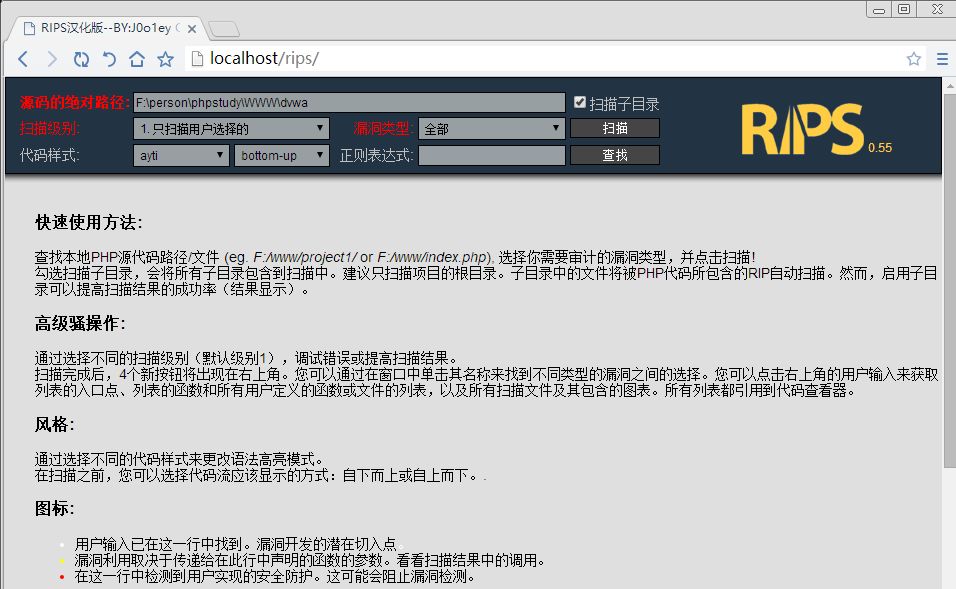 RIPS汉化版--BY:J0o1ey
localhost/rips/
源码的绝对路径: F:\person\phpstudy\WWW\dvwa 扫描子目录
扫描级别: 1. 只扫描用户选择的 漏洞类型: 全部 扫描
代码样式: ayti bottom-up 正则表达式: 查找
RIPS 0.55
快速使用方法:
查找本地PHP源代码路径/文件 (eg. F:/www/project1/ or F:/www/index.php), 选择你需要审计的漏洞类型，并点击扫描!
勾选扫描子目录，会将所有子目录包含到扫描中。建议只扫描项目的根目录。子目录中的文件将被PHP代码所包含的RIP自动扫描。然而，启用子目
录可以提高扫描结果的成功率（结果显示）。
高级骚操作:
通过选择不同的扫描级别（默认级别1），调试错误或提高扫描结果。
扫描完成后，4个新按钮将出现在右上角。您可以通过在窗口中单击其名称来找到不同类型的漏洞之间的选择。您可以点击右上角的用户输入来获取
列表的入口点、列表的函数和所有用户定义的函数或文件的列表，以及所有扫描文件及其包含的图表。所有列表都引用到代码查看器。
风格:
通过选择不同的代码样式来更改语法高亮模式。
在扫描之前，您可以选择代码流应该显示的方式：自下而上或自上而下。.
图标:
用户输入已在这一行中找到。漏洞开发的潜在切入点
漏洞利用取决于传递给在此行中声明的函数的参数。看看扫描结果中的调用。
在这一行中检测到用户实现的安全防护。这可能会阻止漏洞检测。